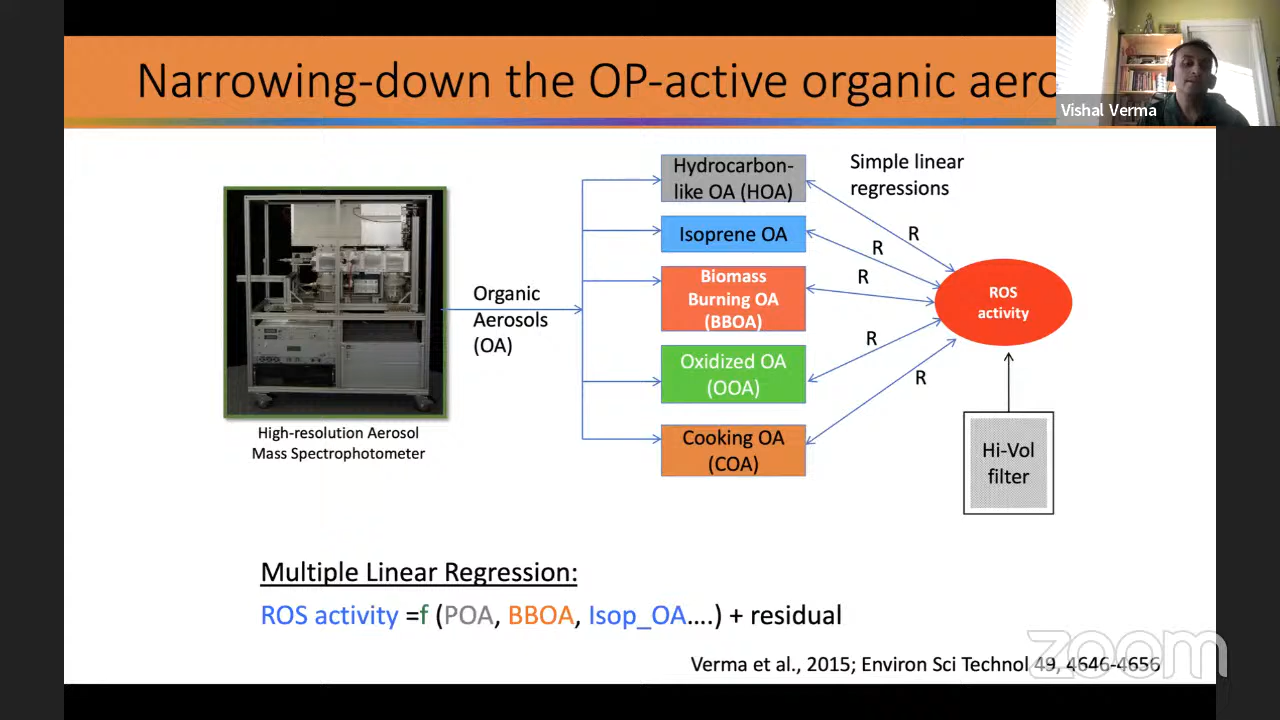 Narrowing-down the OP-active organic aero
Vishal Verma
Hydrocarbon-
like OA (HOA)
Simple linear
regressions
Isoprene OA
R
R
Biomass
Burning OA
(BBOA)
R
Organic
Aerosols
(OA)
ROS
activity
Oxidized OA
(OOA)
R
R
High-resolution Aerosol
Mass Spectrophotometer
Cooking OA
(COA)
Hi-Vol
filter
Multiple Linear Regression:
ROS activity =f (POA, BBOA, Isop_OA....) + residual
Verma et al., 2015; Environ Sci Technol 49, 4646-4656
zoom